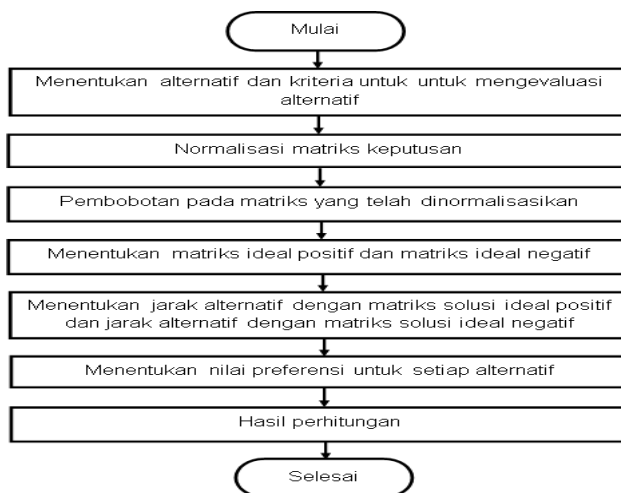 Mulai
Menentukan alternatif dan kriteria untuk untuk mengevaluasi
alternatif
Normalisasi matriks keputusan
Pembobotan pada matriks yang telah dinormalisasikan
Menentukan matriks ideal positif dan matriks ideal negatif
Menentukan jarak alternatif dengan matriks solusi ideal positif
dan jarak alternatif dengan matriks solusi ideal negatif
Menentukan nilai preferensi untuk setiap alternatif
Hasil perhitungan
Selesai